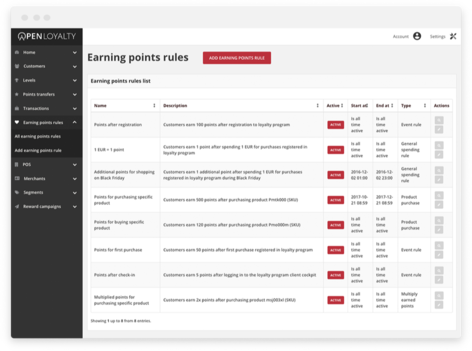 OPEN LOYALTY
Account
Settings
Home
Customers
Levels
Points transfers
Transactions
Earning points rules
All earning points rules
Add earning points rule
POS
Merchants
Segments
Reward campaigns
Earning points rules
ADD EARNING POINTS RULE
Earning points rules list
Name Description Active Start at End at Type Actions
Points after registration Customers earn 100 points after registration to loyalty program ACTIVE Is all time active Is all time active Event rule
1 EUR = 1 point Customers earn 1 point after spending 1 EUR for purchases registered in loyalty program ACTIVE Is all time active Is all time active General spending rule
Additional points for shopping on Black Friday Customers earn 1 additional point after spending 1 EUR for purchases registered in loyalty program during Black Friday ACTIVE 2016-12-02 01:00 2016-12-02 23:00 General spending rule
Points for purchasing specific product Customers earn 500 points after purchasing product (SKU) ACTIVE 2017-10-21 08:59 2017-12-21 08:59 Product purchase
Points for buying specific product Customers earn 120 points after purchasing product (SKU) ACTIVE Is all time active Is all time active Product purchase
Points for first purchase Customers earn 50 points after first purchase registered in loyalty program ACTIVE Is all time active Is all time active Event rule
Points after check-in Customers earn 5 points after logging in to the loyalty program client cockpit ACTIVE Is all time active Is all time active Event rule
Multiplied points for purchasing specific product Customers earn 2x points after purchasing product (SKU) ACTIVE Is all time active Is all time active Multiply earned points
Showing 1 up to 8 from 8 entries.